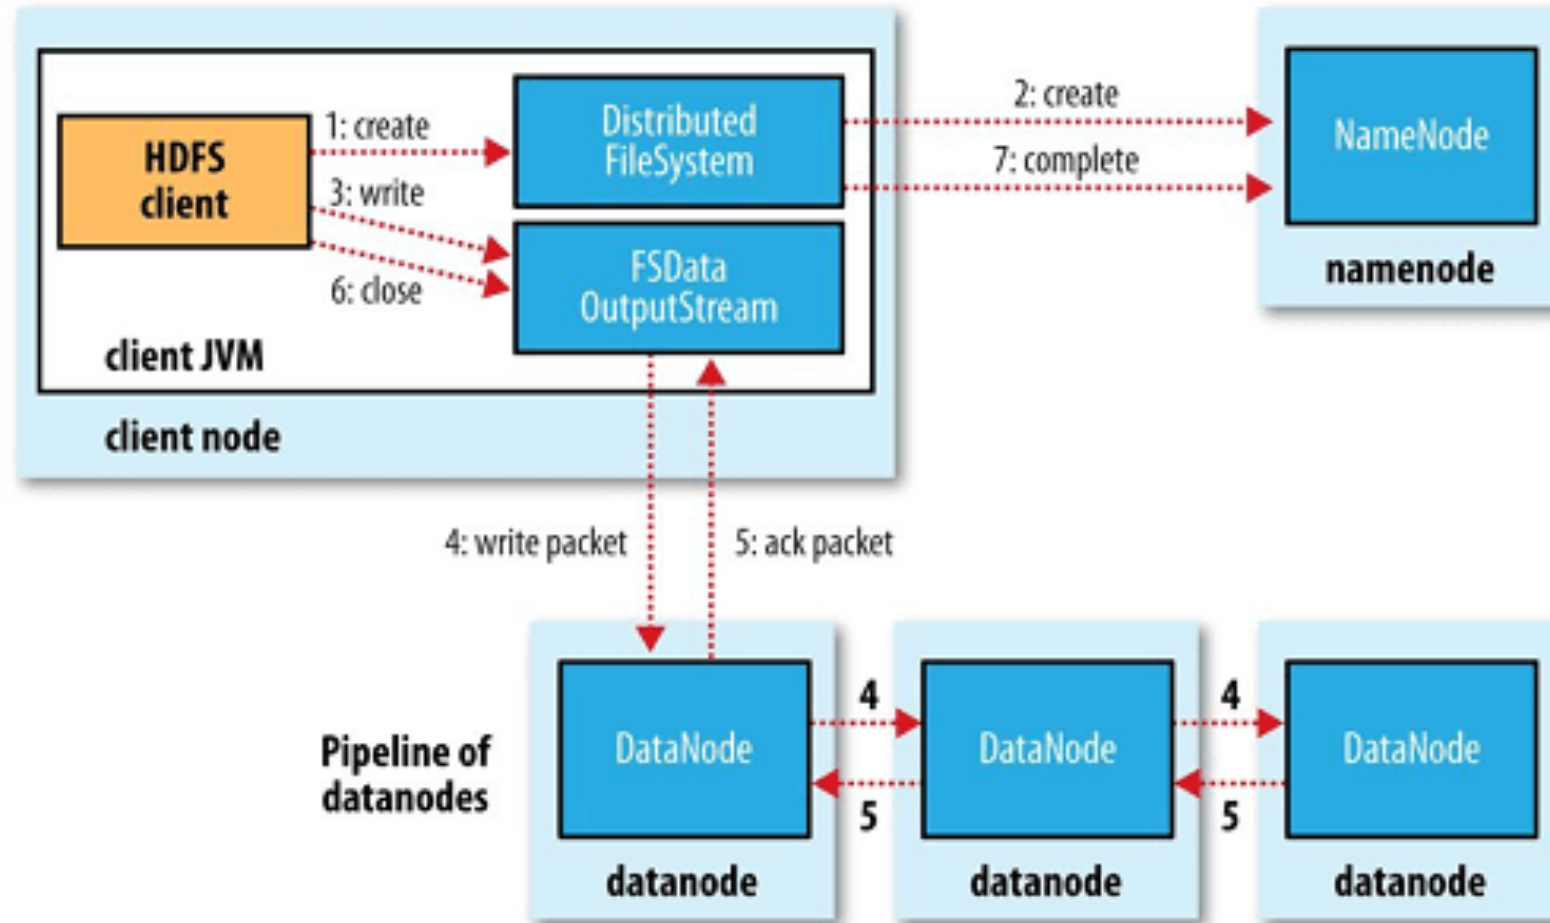 HDFS
client
1: create
3: write
6: close
Distributed
FileSystem
FSData
OutputStream
client JVM
client node
2: create
7: complete
NameNode
namenode
4: write packet
5: ack packet
Pipeline of
datanodes
DataNode
datanode
4
5
DataNode
datanode
4
5
DataNode
datanode